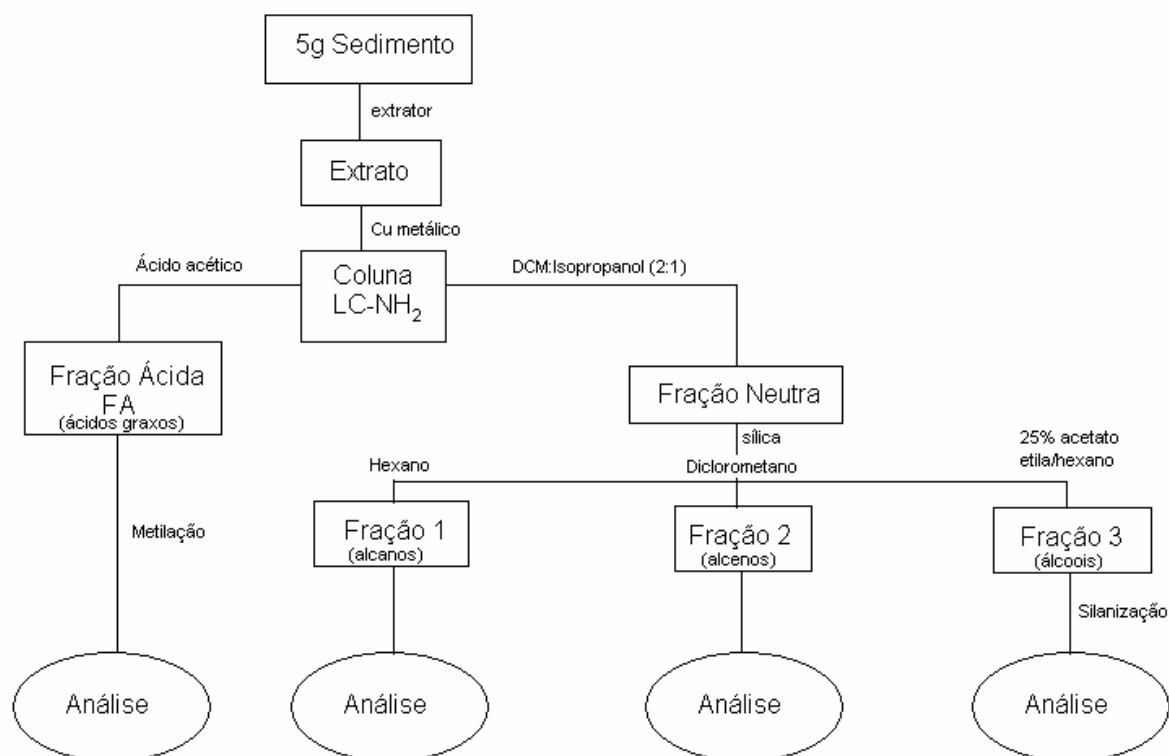 5g Sedimento
extrator
Extrato
Cu metálico
Ácido acético
DCM:Isopropanol (2:1)
Coluna
LC-NH₂
Fração Ácida
FA
(ácidos graxos)
Fração Neutra
sílica
25% acetato
etila/hexano
Hexano
Diclorometano
Metilação
Fração 1
(alcanos)
Fração 2
(alcenos)
Fração 3
(álcoois)
Silanização
Análise
Análise
Análise
Análise